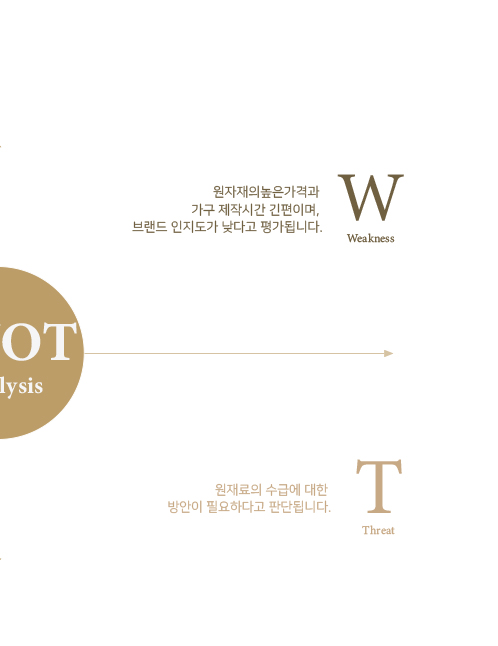 원자재의높은가격과
가구 제작시간 긴편이며,
브랜드 인지도가 낮다고 평가됩니다.
W
Weakness
OT
lysis
원재료의 수급에 대한
방안이 필요하다고 판단됩니다.
T
Threat